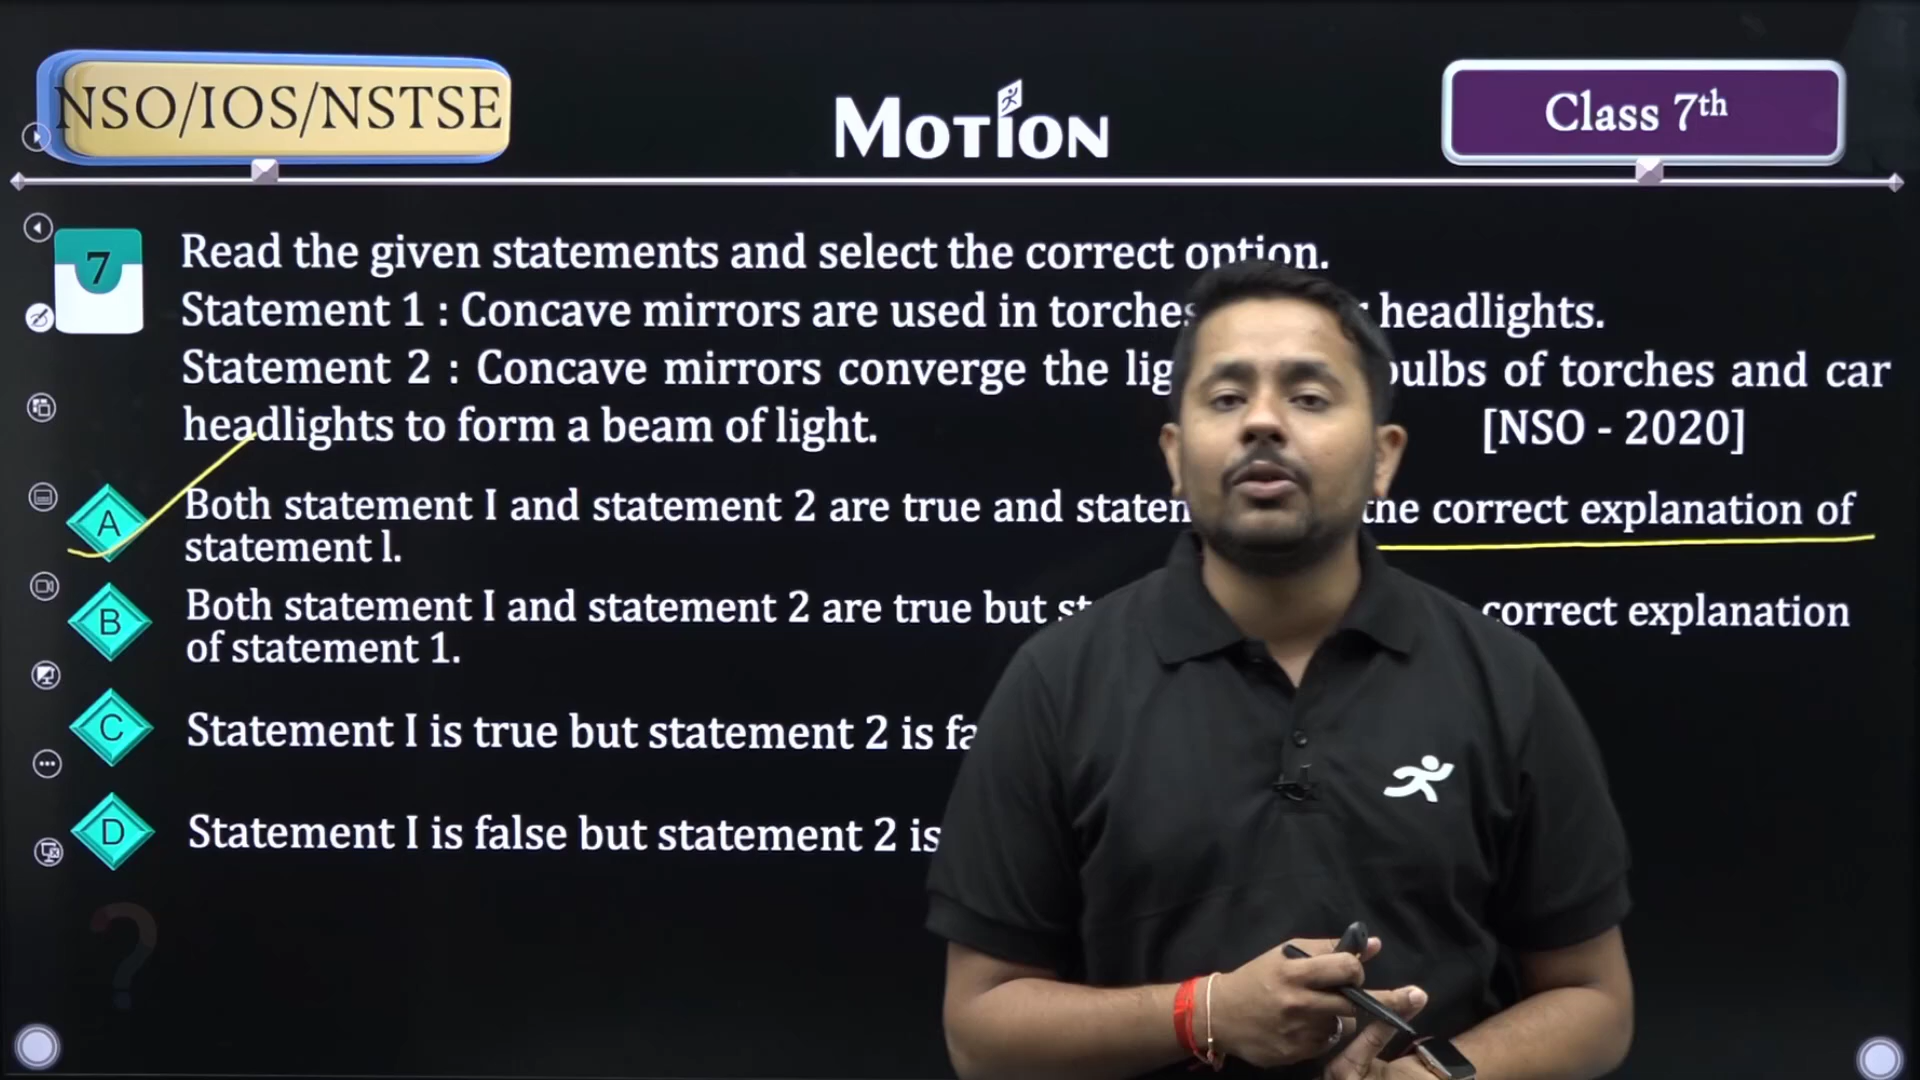 NSO/IOS/NSTSE
MOTION
Class 7th
7
Read the given statements and select the correct option.
Statement 1 : Concave mirrors are used in torches headlights.
Statement 2 : Concave mirrors converge the bulbs of torches and car
headlights to form a beam of light. [NSO - 2020]
A
Both statement I and statement 2 are true and the correct explanation of
statement l.
B
Both statement I and statement 2 are true but correct explanation
of statement 1.
C
Statement I is true but statement 2 is
D
Statement I is false but statement 2 is
?